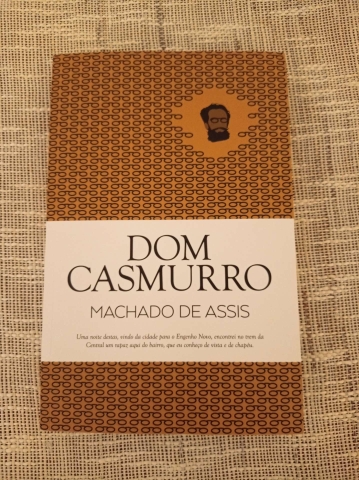 DOM
CASMURRO
MACHADO DE ASSIS
Uma noite destas, vindo da cidade para o Engenho Novo, encontrei no trem da
Central um rapaz aqui do bairro, que eu conheço de vista e de chapéu.